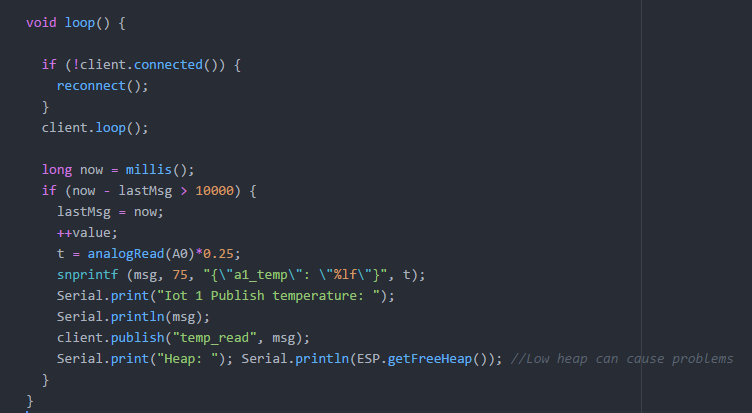 void loop() {
if (!client.connected()) {
reconnect();
}
client.loop();
long now = millis();
if (now - lastMsg > 10000) {
lastMsg = now;
++value;
t = analogRead(A0)*0.25;
snprintf (msg, 75, "{\"a1_temp\": \"%lf\"}", t);
Serial.print("Iot 1 Publish temperature: ");
Serial.println(msg);
client.publish("temp_read", msg);
Serial.print("Heap: "); Serial.println(ESP.getFreeHeap()); //Low heap can cause problems
}
}